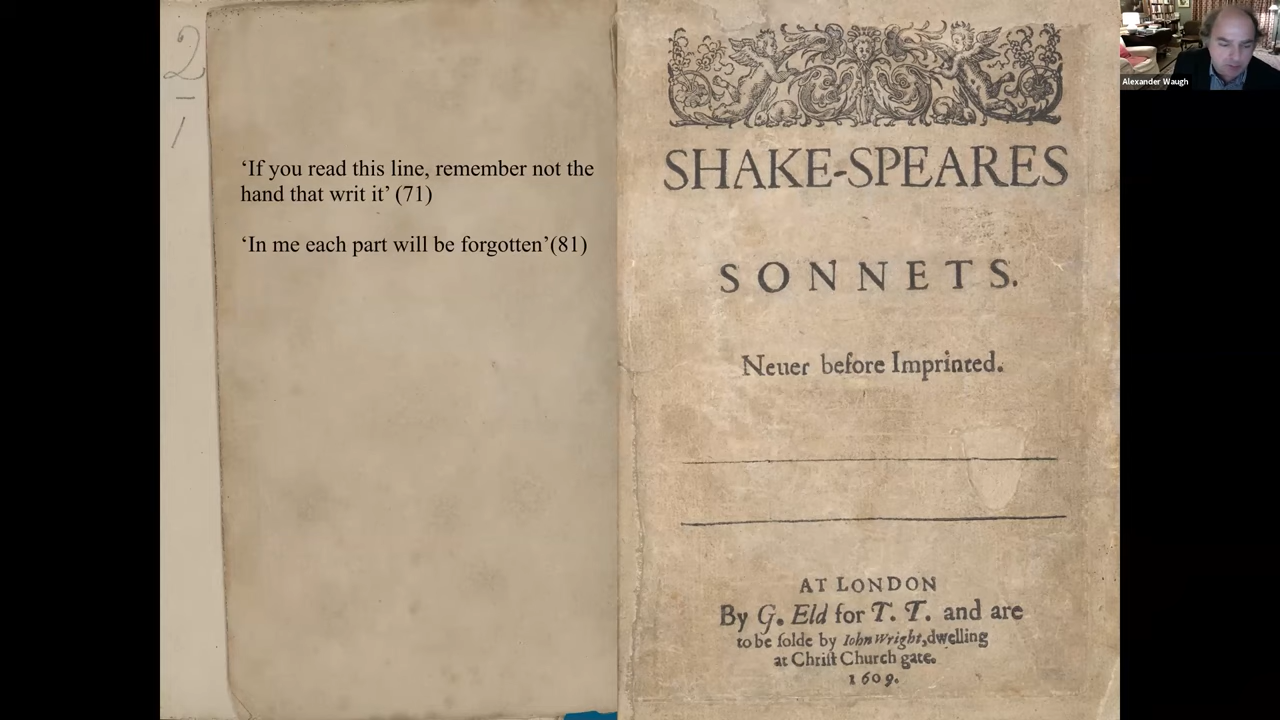 2
1
‘If you read this line, remember not the
hand that writ it’ (71)
‘In me each part will be forgotten’(81)
SHAKE-SPEARES
SONNETS.
Neuer before Imprinted.
AT LONDON
By G. Eld for T. T. and are
to be ſolde by Iohn Wright, dwelling
at Chriſt Church gate.
1609.
Alexander Waugh